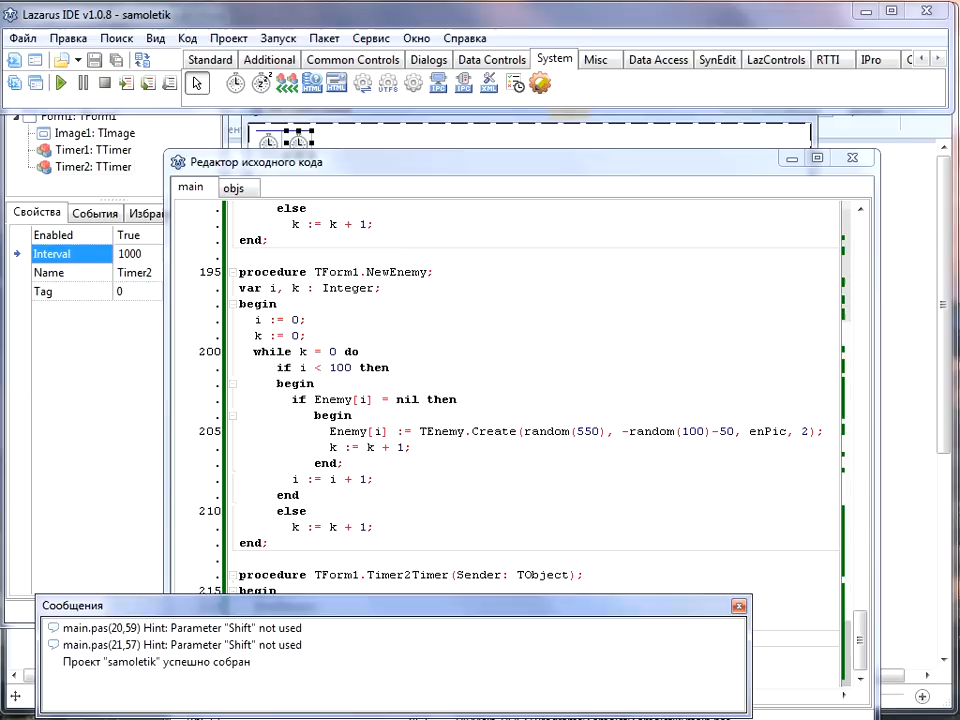 Lazarus IDE v1.0.8 - samoletik
Файл Правка Поиск Вид Код Проект Запуск Пакет Сервис Окно Справка
Standard Additional Common Controls Dialogs Data Controls System Misc Data Access SynEdit LazControls RTTI IPro
Form1: TForm1
Image1: TImage
Timer1: TTimer
Timer2: TTimer
Свойства События Избран
Enabled True
Interval 1000
Name Timer2
Tag 0
Редактор исходного кода
main objs
else
k := k + 1;
end;
195 procedure TForm1.NewEnemy;
var i, k : Integer;
begin
i := 0;
k := 0;
200 while k = 0 do
if i < 100 then
begin
if Enemy[i] = nil then
begin
205 Enemy[i] := TEnemy.Create(random(550), -random(100)-50, enPic, 2);
k := k + 1;
end;
i := i + 1;
end
210 else
k := k + 1;
end;
procedure TForm1.Timer2Timer(Sender: TObject);
215 begin
Сообщения
main.pas(20,59) Hint: Parameter "Shift" not used
main.pas(21,57) Hint: Parameter "Shift" not used
Проект "samoletik" успешно собран